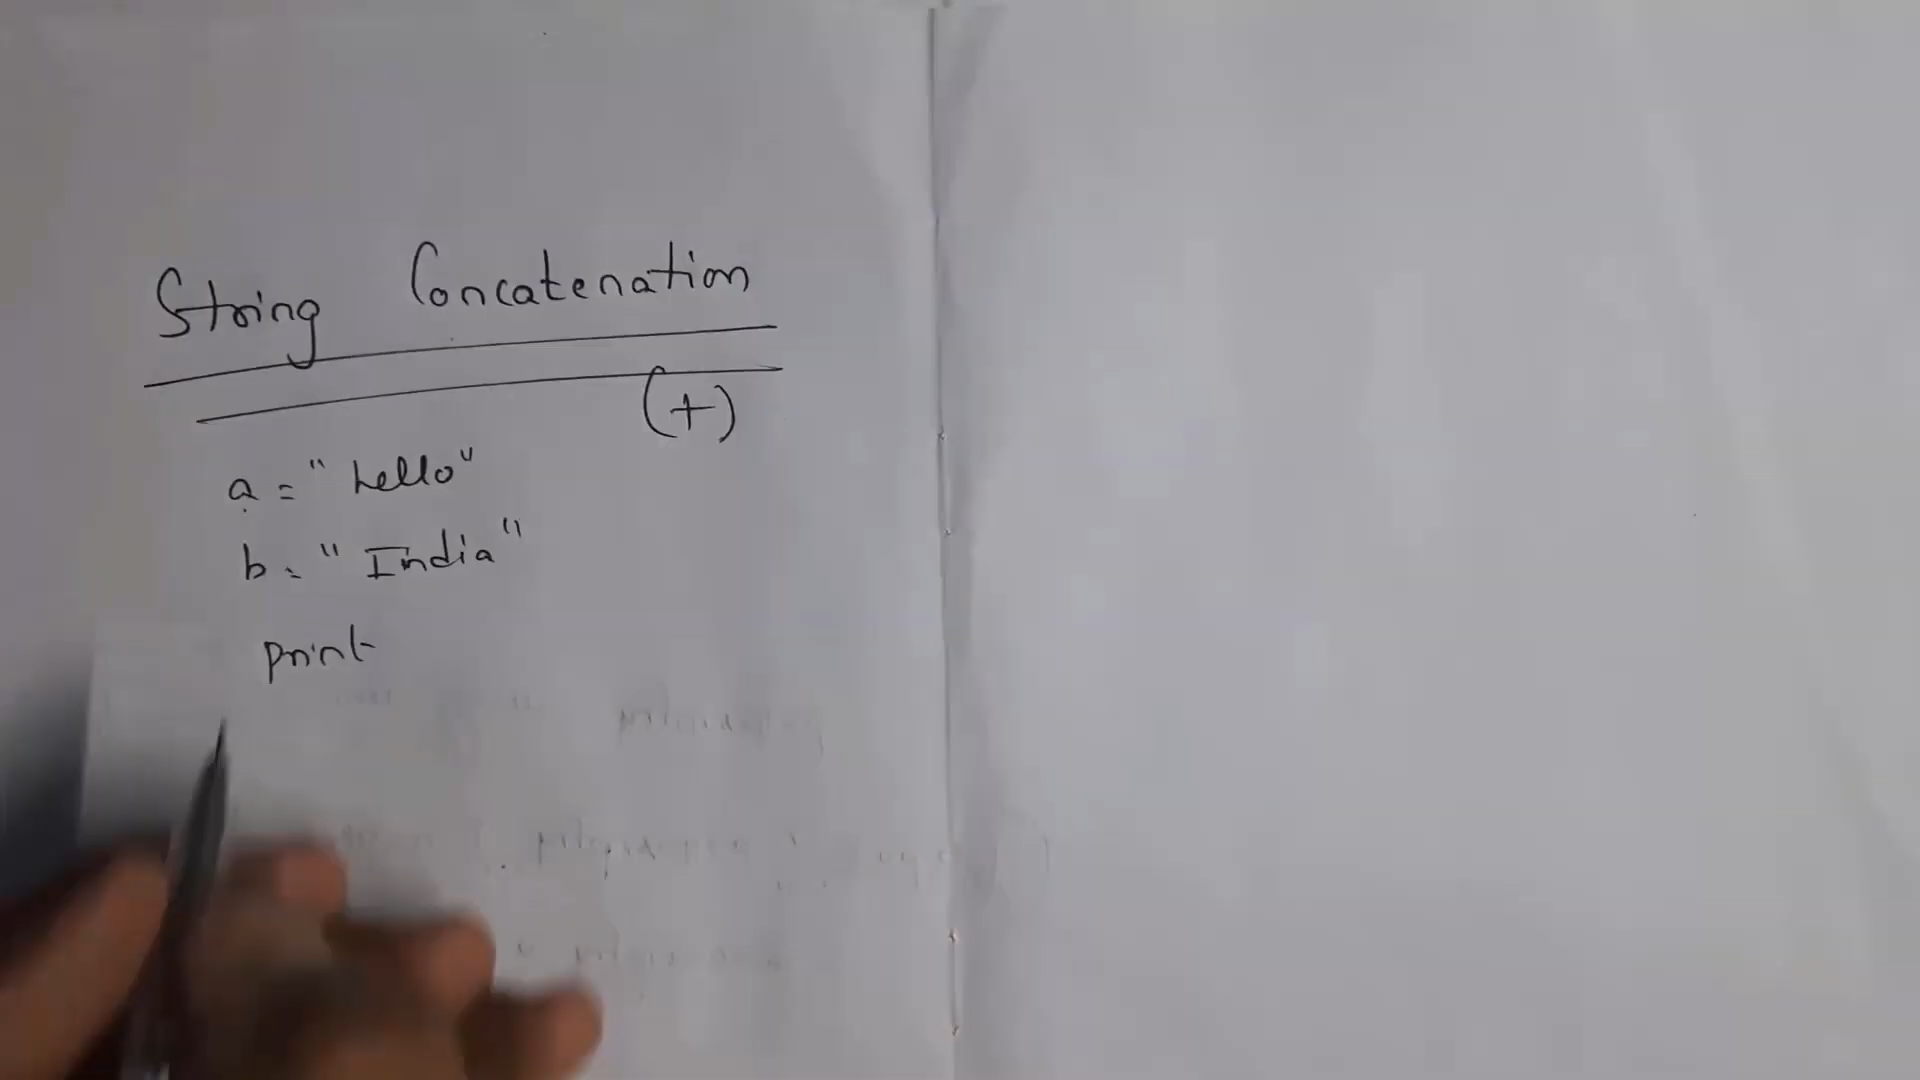 String Concatenation
(+)
a = "hello"
b = "India"
print